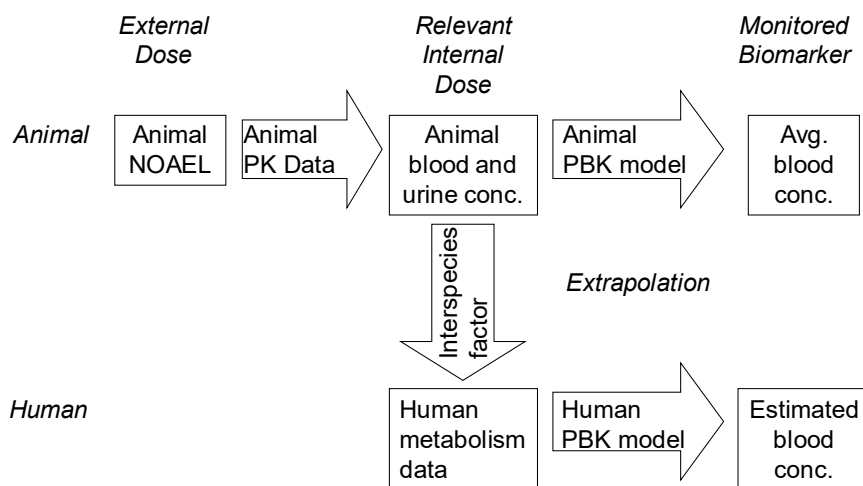 External
Dose
Relevant
Internal
Dose
Monitored
Biomarker
Animal
Animal
NOAEL
Animal
PK Data
Animal
blood and
urine conc.
Animal
PBK model
Avg.
blood
conc.
Interspecies
factor
Extrapolation
Human
Human
metabolism
data
Human
PBK model
Estimated
blood
conc.